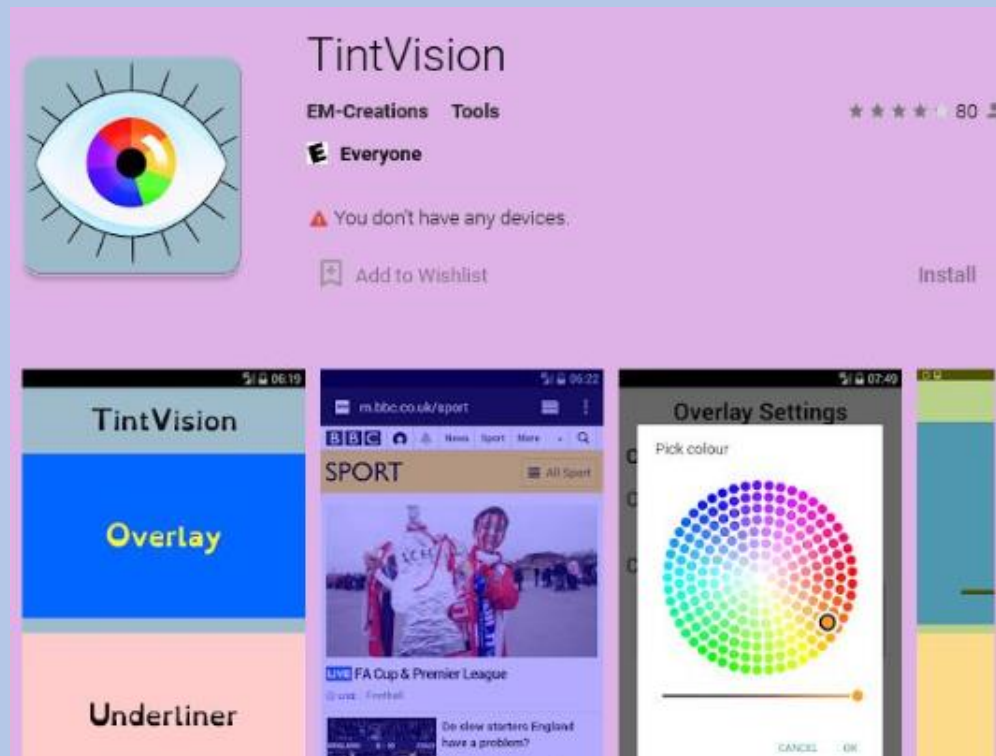 TintVision
EM-Creations Tools
80
E Everyone
You don't have any devices.
Add to Wishlist
Install
06:19
TintVision
Overlay
Underliner
06:22
m.bbc.co.uk/sport
BBC News Sport More
SPORT All Sport
LIVE FA Cup & Premier League
LIVE Football
Do slow starters England
have a problem?
07:49
Overlay Settings
Pick colour
CANCEL OK